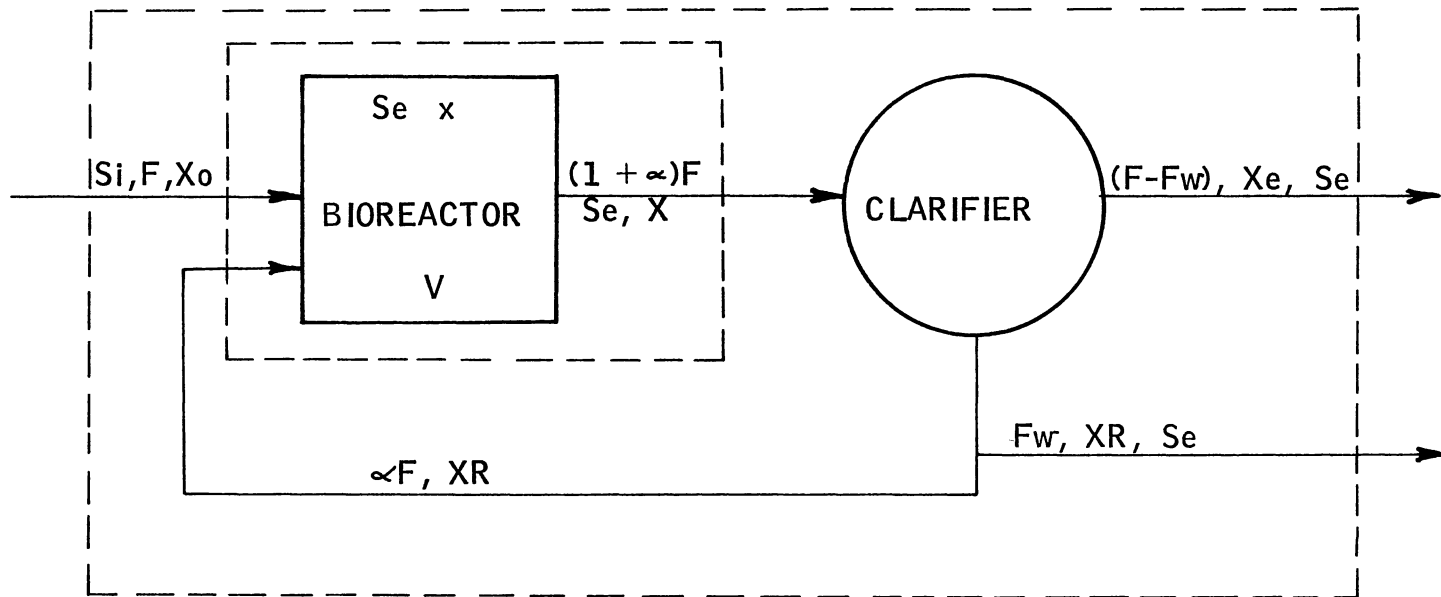 Se x
Si, F, Xo
BIOREACTOR
V
(1 + ∝)F
Se, X
CLARIFIER
(F-Fw), Xe, Se
Fw, XR, Se
∝F, XR